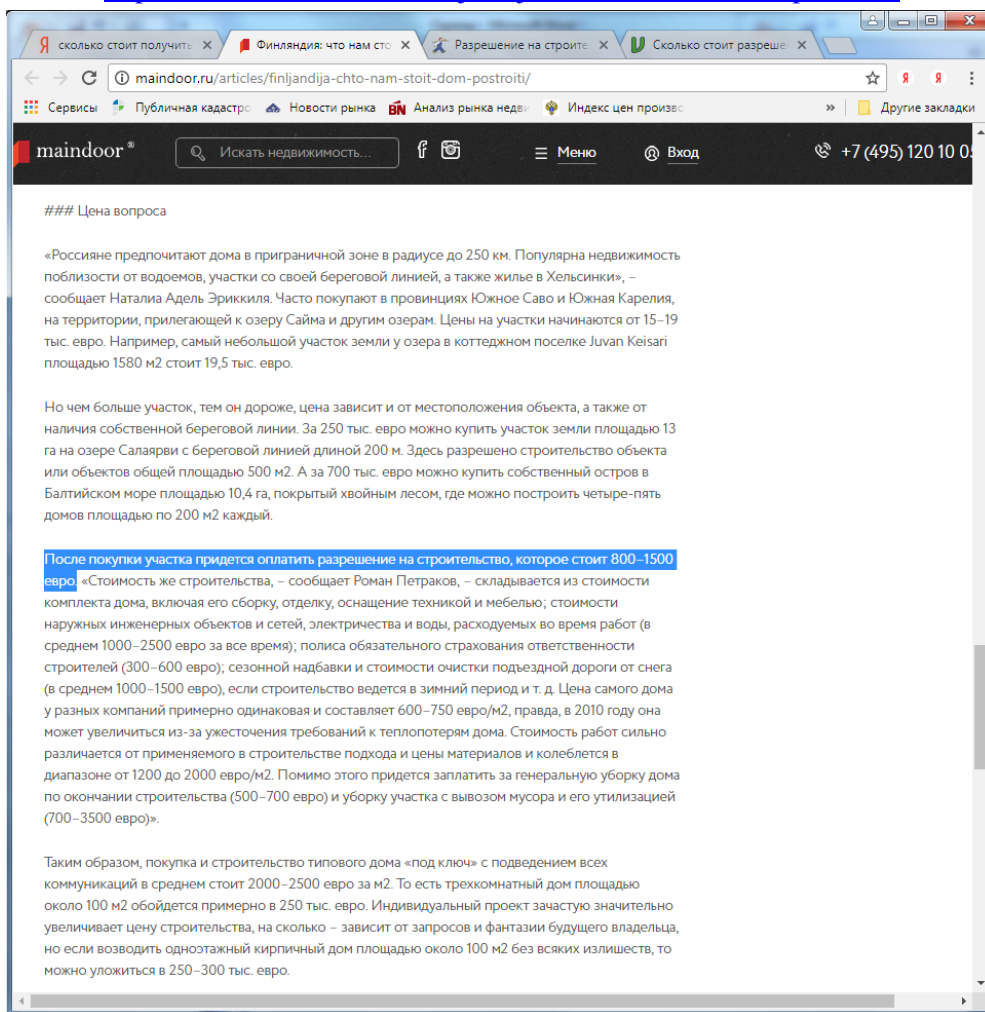 Я сколько стоит получить
Финляндия: что нам сто
Разрешение на строите
Сколько стоит разреше
maindoor.ru/articles/finljandija-chto-nam-stoit-dom-postroiti/
Сервисы Публичная кадастро Новости рынка BN Анализ рынка недви Индекс цен произво » Другие закладки
maindoor ® Искать недвижимость... f Меню Вход +7 (495) 120 10 05
### Цена вопроса
«Россияне предпочитают дома в приграничной зоне в радиусе до 250 км. Популярна недвижимость
поблизости от водоемов, участки со своей береговой линией, а также жилье в Хельсинки», –
сообщает Наталиа Адель Эриккиля. Часто покупают в провинциях Южное Саво и Южная Карелия,
на территории, прилегающей к озеру Сайма и другим озерам. Цены на участки начинаются от 15–19
тыс. евро. Например, самый небольшой участок земли у озера в коттеджном поселке Juvan Keisari
площадью 1580 м2 стоит 19,5 тыс. евро.
Но чем больше участок, тем он дороже, цена зависит и от местоположения объекта, а также от
наличия собственной береговой линии. За 250 тыс. евро можно купить участок земли площадью 13
га на озере Салаярви с береговой линией длиной 200 м. Здесь разрешено строительство объекта
или объектов общей площадью 500 м2. А за 700 тыс. евро можно купить собственный остров в
Балтийском море площадью 10,4 га, покрытый хвойным лесом, где можно построить четыре-пять
домов площадью по 200 м2 каждый.
После покупки участка придется оплатить разрешение на строительство, которое стоит 800–1500
евро. «Стоимость же строительства, – сообщает Роман Петраков, – складывается из стоимости
комплекта дома, включая его сборку, отделку, оснащение техникой и мебелью; стоимости
наружных инженерных объектов и сетей, электричества и воды, расходуемых во время работ (в
среднем 1000–2500 евро за все время); полиса обязательного страхования ответственности
строителей (300–600 евро); сезонной надбавки и стоимости очистки подъездной дороги от снега
(в среднем 1000–1500 евро), если строительство ведется в зимний период и т. д. Цена самого дома
у разных компаний примерно одинаковая и составляет 600–750 евро/м2, правда, в 2010 году она
может увеличиться из-за ужесточения требований к теплопотерям дома. Стоимость работ сильно
различается от применяемого в строительстве подхода и цены материалов и колеблется в
диапазоне от 1200 до 2000 евро/м2. Помимо этого придется заплатить за генеральную уборку дома
по окончании строительства (500–700 евро) и уборку участка с вывозом мусора и его утилизацией
(700–3500 евро)».
Таким образом, покупка и строительство типового дома «под ключ» с подведением всех
коммуникаций в среднем стоит 2000–2500 евро за м2. То есть трехкомнатный дом площадью
около 100 м2 обойдется примерно в 250 тыс. евро. Индивидуальный проект зачастую значительно
увеличивает цену строительства, на сколько – зависит от запросов и фантазии будущего владельца,
но если возводить одноэтажный кирпичный дом площадью около 100 м2 без всяких излишеств, то
можно уложиться в 250–300 тыс. евро.